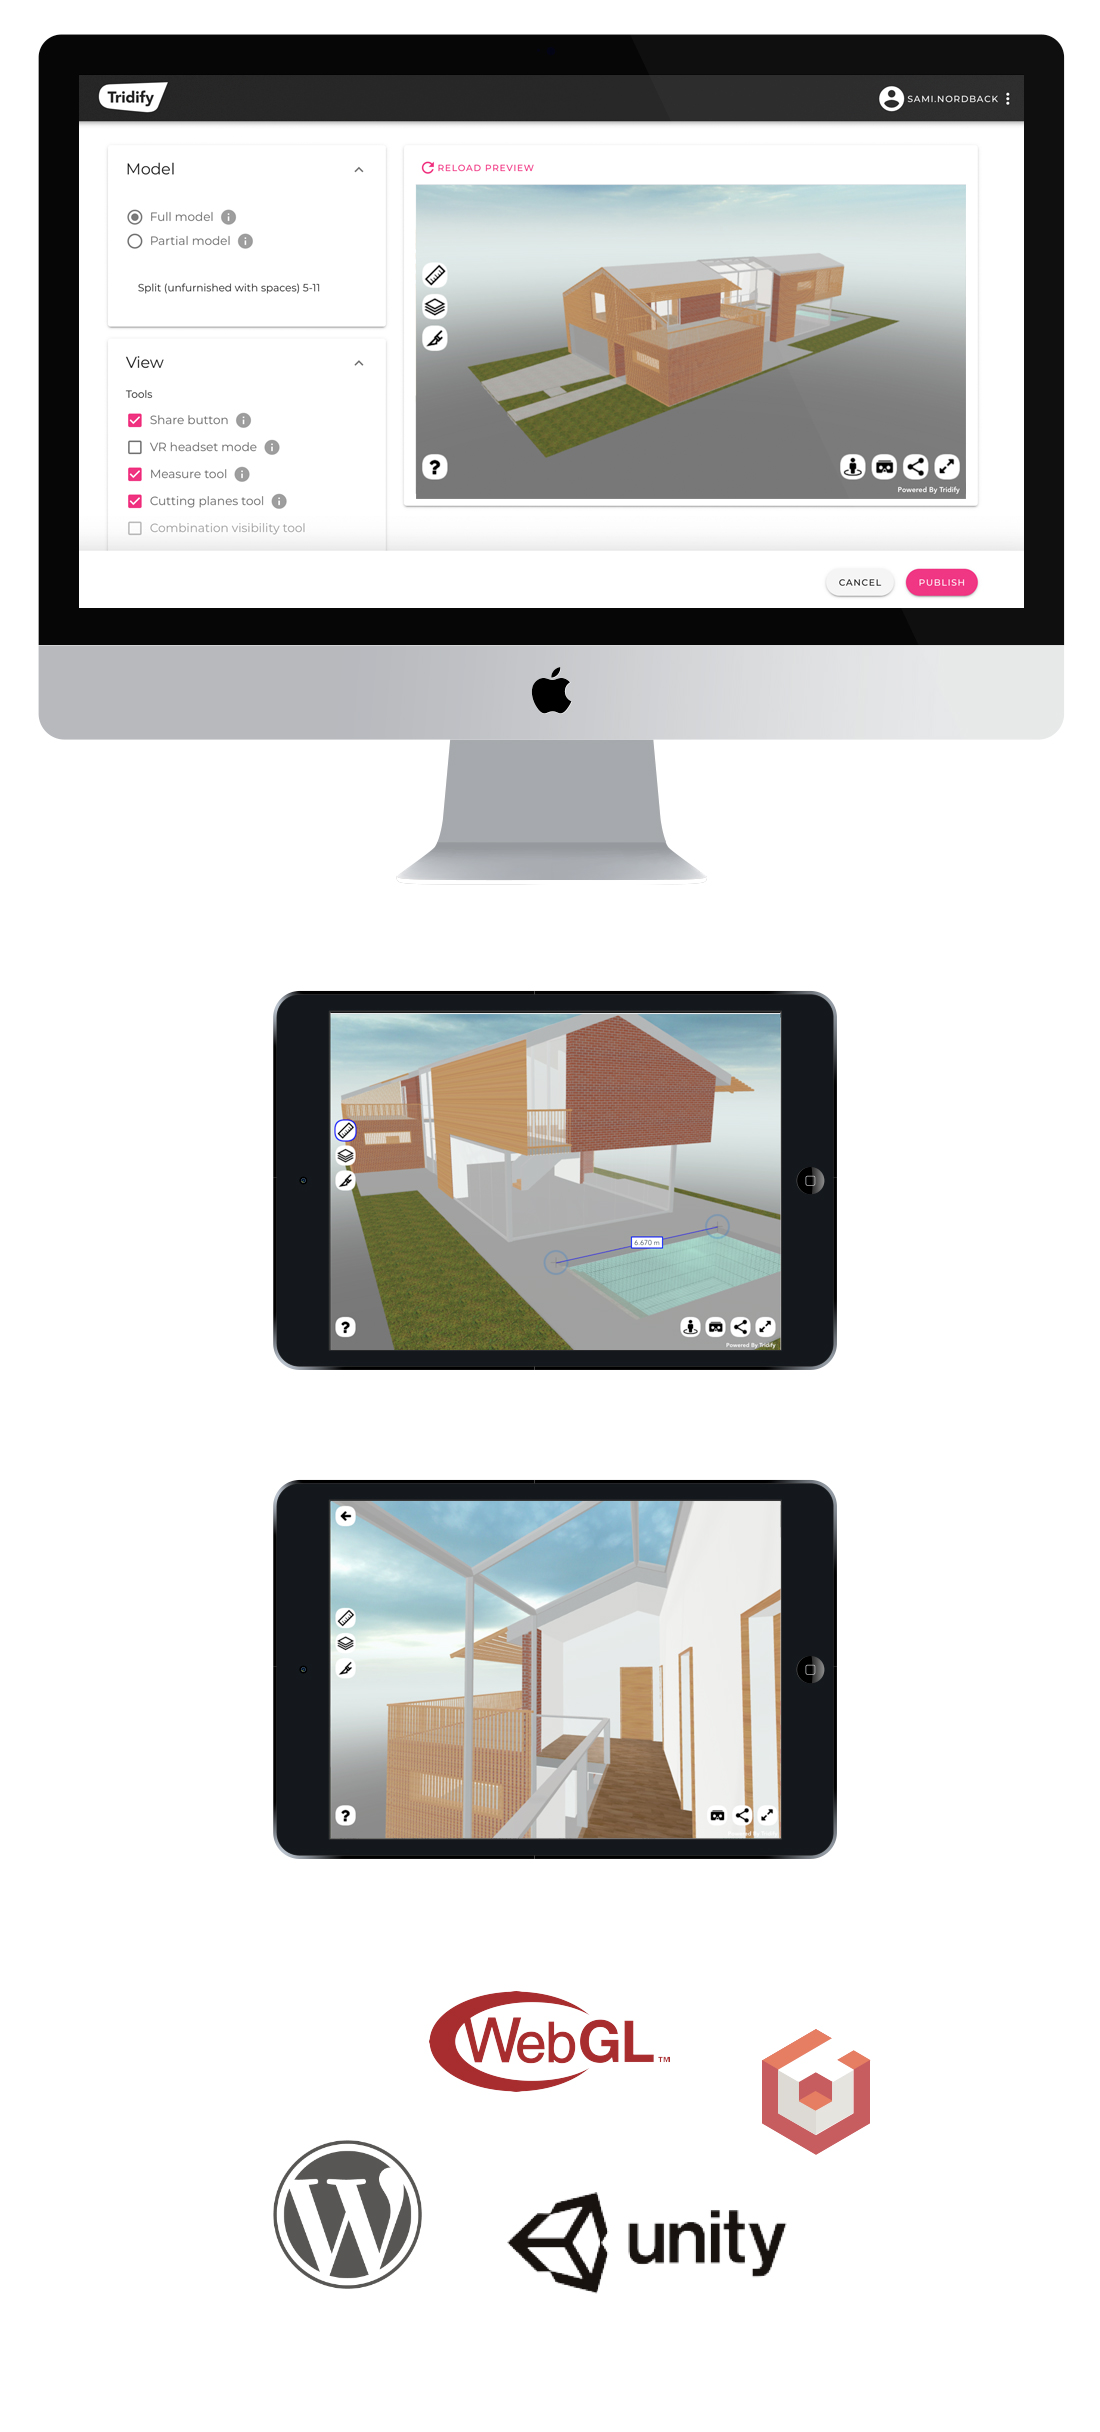 Tridify
SAMI.NORDBACK
Model
Full model
Partial model
Split (unfurnished with spaces) 5-11
View
Tools
Share button
VR headset mode
Measure tool
Cutting planes tool
Combination visibility tool
RELOAD PREVIEW
?
Powered By Tridify
CANCEL
PUBLISH
6.670 m
?
Powered By Tridify
?
WebGL™
unity